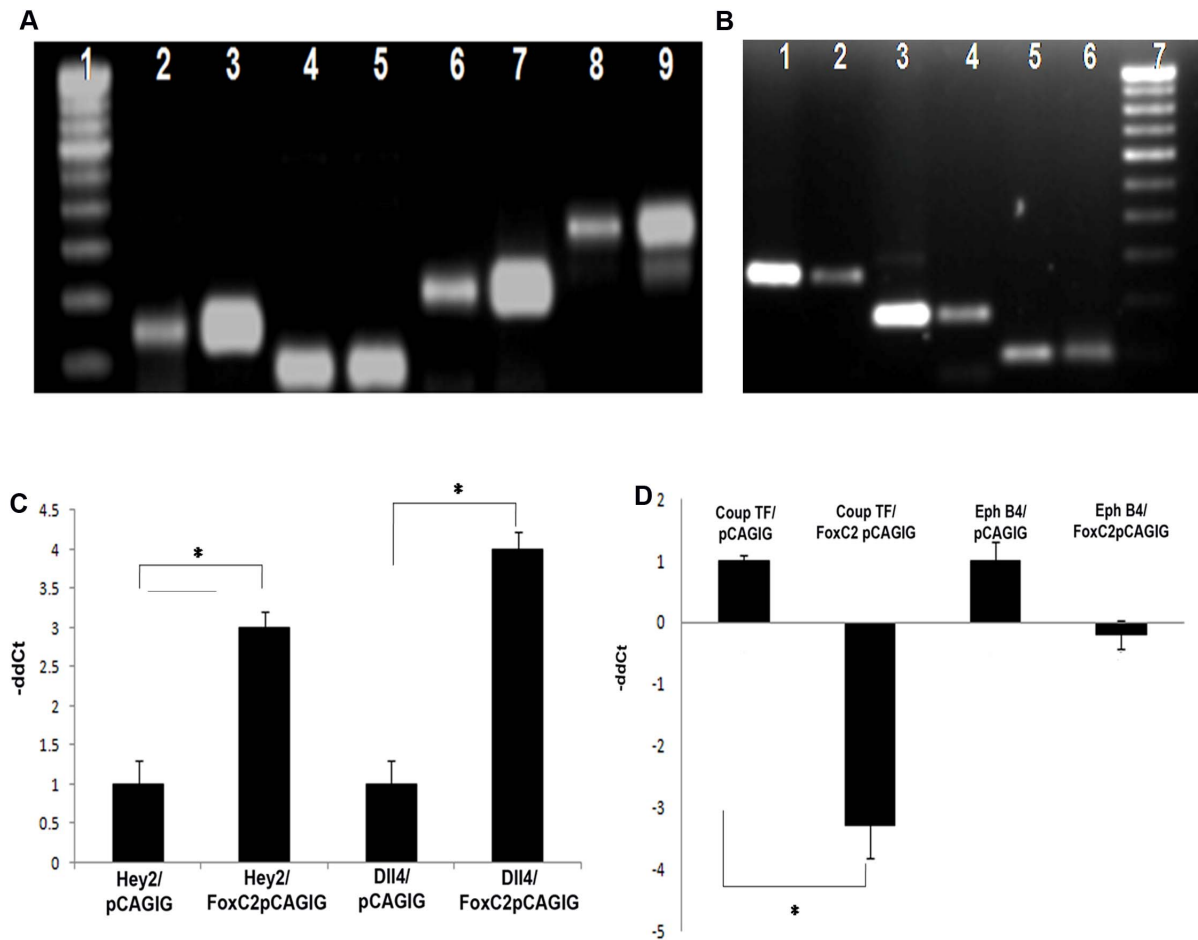 A
1 2 3 4 5 6 7 8 9
B
1 2 3 4 5 6 7
C
-ddCt
4.5
4
3.5
3
2.5
2
1.5
1
0.5
0
*
*
Hey2/
pCAGIG
Hey2/
FoxC2pCAGIG
Dll4/
pCAGIG
Dll4/
FoxC2pCAGIG
D
-ddCt
2
1
0
-1
-2
-3
-4
-5
Coup TF/
pCAGIG
Coup TF/
FoxC2 pCAGIG
Eph B4/
pCAGIG
Eph B4/
FoxC2pCAGIG
*